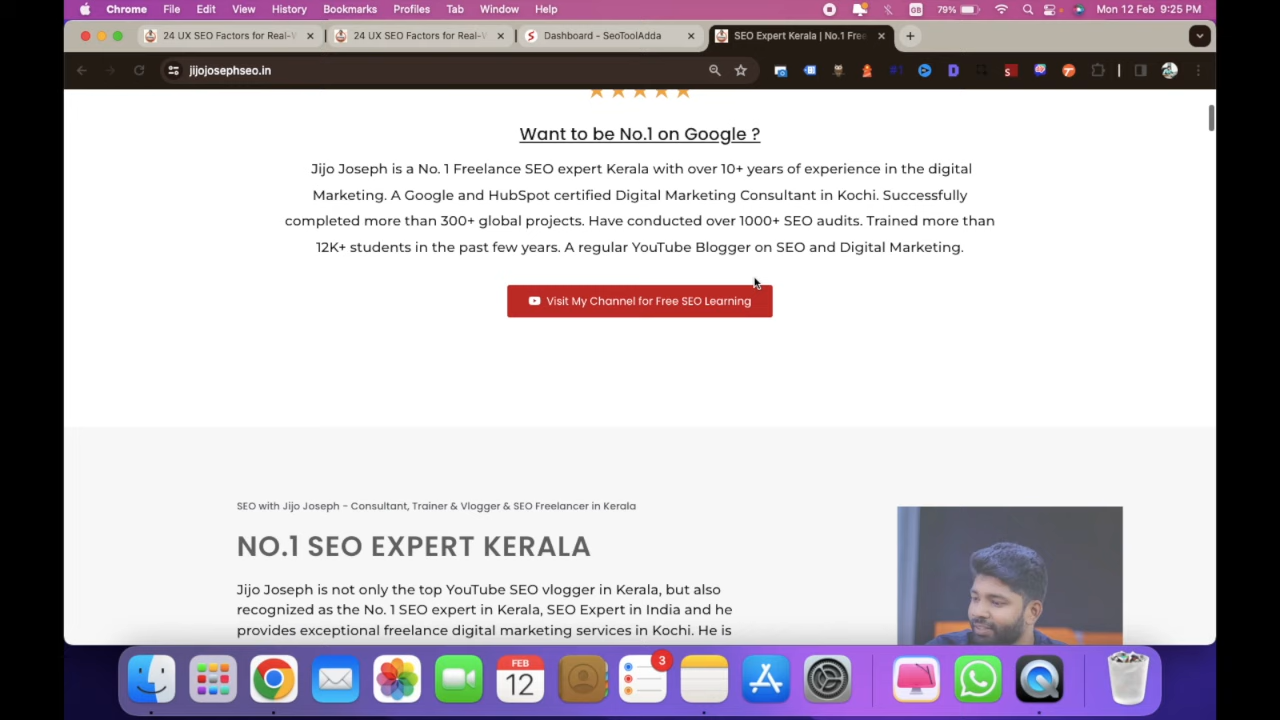 Chrome File Edit View History Bookmarks Profiles Tab Window Help GB 79% Mon 12 Feb 9:25 PM
24 UX SEO Factors for Real-W 24 UX SEO Factors for Real-W Dashboard - SeoToolAdda SEO Expert Kerala | No.1 Free
jijojosephseo.in
Want to be No.1 on Google ?
Jijo Joseph is a No. 1 Freelance SEO expert Kerala with over 10+ years of experience in the digital
Marketing. A Google and HubSpot certified Digital Marketing Consultant in Kochi. Successfully
completed more than 300+ global projects. Have conducted over 1000+ SEO audits. Trained more than
12K+ students in the past few years. A regular YouTube Blogger on SEO and Digital Marketing.
Visit My Channel for Free SEO Learning
SEO with Jijo Joseph – Consultant, Trainer & Vlogger & SEO Freelancer in Kerala
NO.1 SEO EXPERT KERALA
Jijo Joseph is not only the top YouTube SEO vlogger in Kerala, but also
recognized as the No. 1 SEO expert in Kerala, SEO Expert in India and he
provides exceptional freelance digital marketing services in Kochi. He is
FEB
12
3